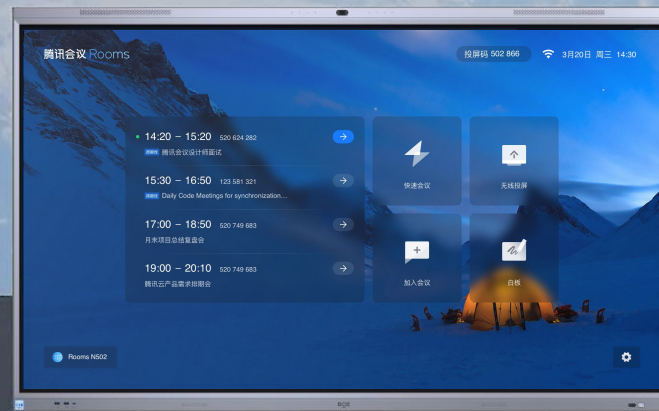 腾讯会议 Rooms
投屏码 502 866
3月20日 周三 14:30
14:20 – 15:20 520 624 282
腾讯会议设计师面试
15:30 – 16:50 123 581 321
Daily Code Meetings for synchronization...
17:00 – 18:50 520 749 683
月末项目总结复盘会
19:00 – 20:10 520 749 683
腾讯云产品需求排期会
快速会议
无线投屏
加入会议
白板
Rooms N502